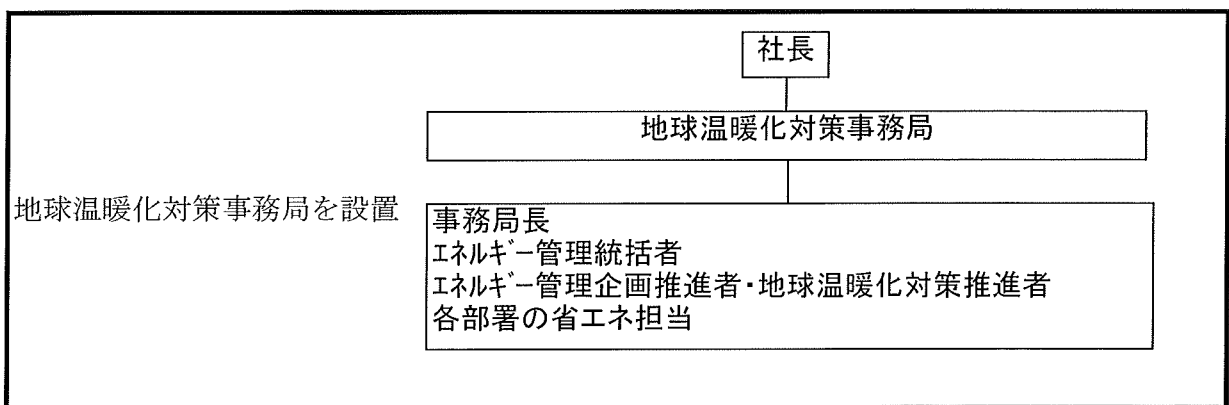 社長
地球温暖化対策事務局
地球温暖化対策事務局を設置
事務局長
ｴﾈﾙｷﾞｰ管理統括者
ｴﾈﾙｷﾞｰ管理企画推進者・地球温暖化対策推進者
各部署の省エネ担当